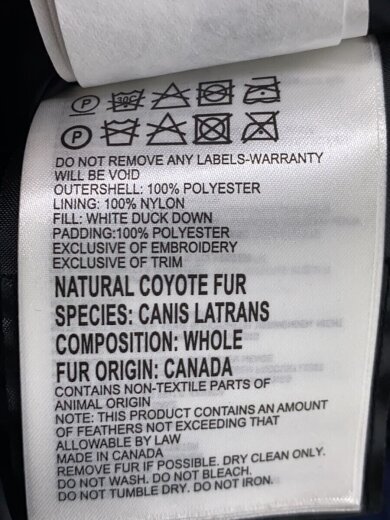 P 30C
P
DO NOT REMOVE ANY LABELS-WARRANTY
WILL BE VOID
OUTERSHELL: 100% POLYESTER
LINING: 100% NYLON
FILL: WHITE DUCK DOWN
PADDING:100% POLYESTER
EXCLUSIVE OF EMBROIDERY
EXCLUSIVE OF TRIM
NATURAL COYOTE FUR
SPECIES: CANIS LATRANS
COMPOSITION: WHOLE
FUR ORIGIN: CANADA
CONTAINS NON-TEXTILE PARTS OF
ANIMAL ORIGIN
NOTE: THIS PRODUCT CONTAINS AN AMOUNT
OF FEATHERS NOT EXCEEDING THAT
ALLOWABLE BY LAW
MADE IN CANADA
REMOVE FUR IF POSSIBLE. DRY CLEAN ONLY.
DO NOT WASH. DO NOT BLEACH.
DO NOT TUMBLE DRY. DO NOT IRON.